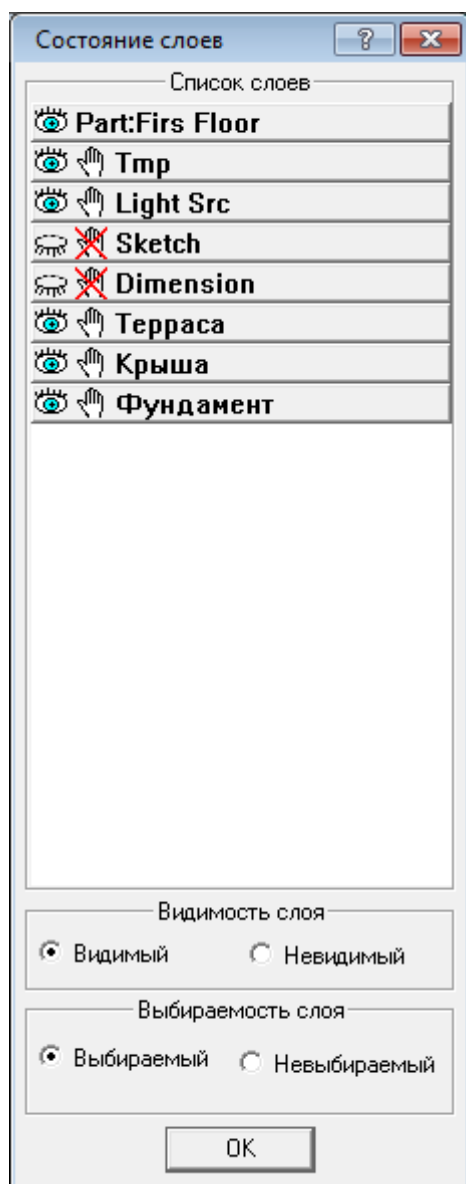 Состояние слоев
Список слоев
Part:Firs Floor
Tmp
Light Src
Sketch
Dimension
Терраса
Крыша
Фундамент
Видимость слоя
Видимый Невидимый
Выбираемость слоя
Выбираемый Невыбираемый
OK